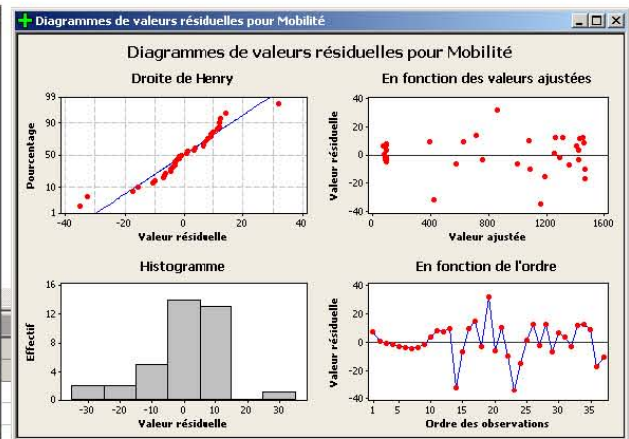 Diagrammes de valeurs résiduelles pour Mobilité
Diagrammes de valeurs résiduelles pour Mobilité
Droite de Henry
Pourcentage
99
90
50
10
1
-40 -20 0 20 40
Valeur résiduelle
En fonction des valeurs ajustées
Valeur résiduelle
40
20
0
-20
-40
0 400 800 1200 1600
Valeur ajustée
Histogramme
Effectif
16
12
8
4
0
-30 -20 -10 0 10 20 30
Valeur résiduelle
En fonction de l'ordre
Valeur résiduelle
40
20
0
-20
-40
1 5 10 15 20 25 30 35
Ordre des observations